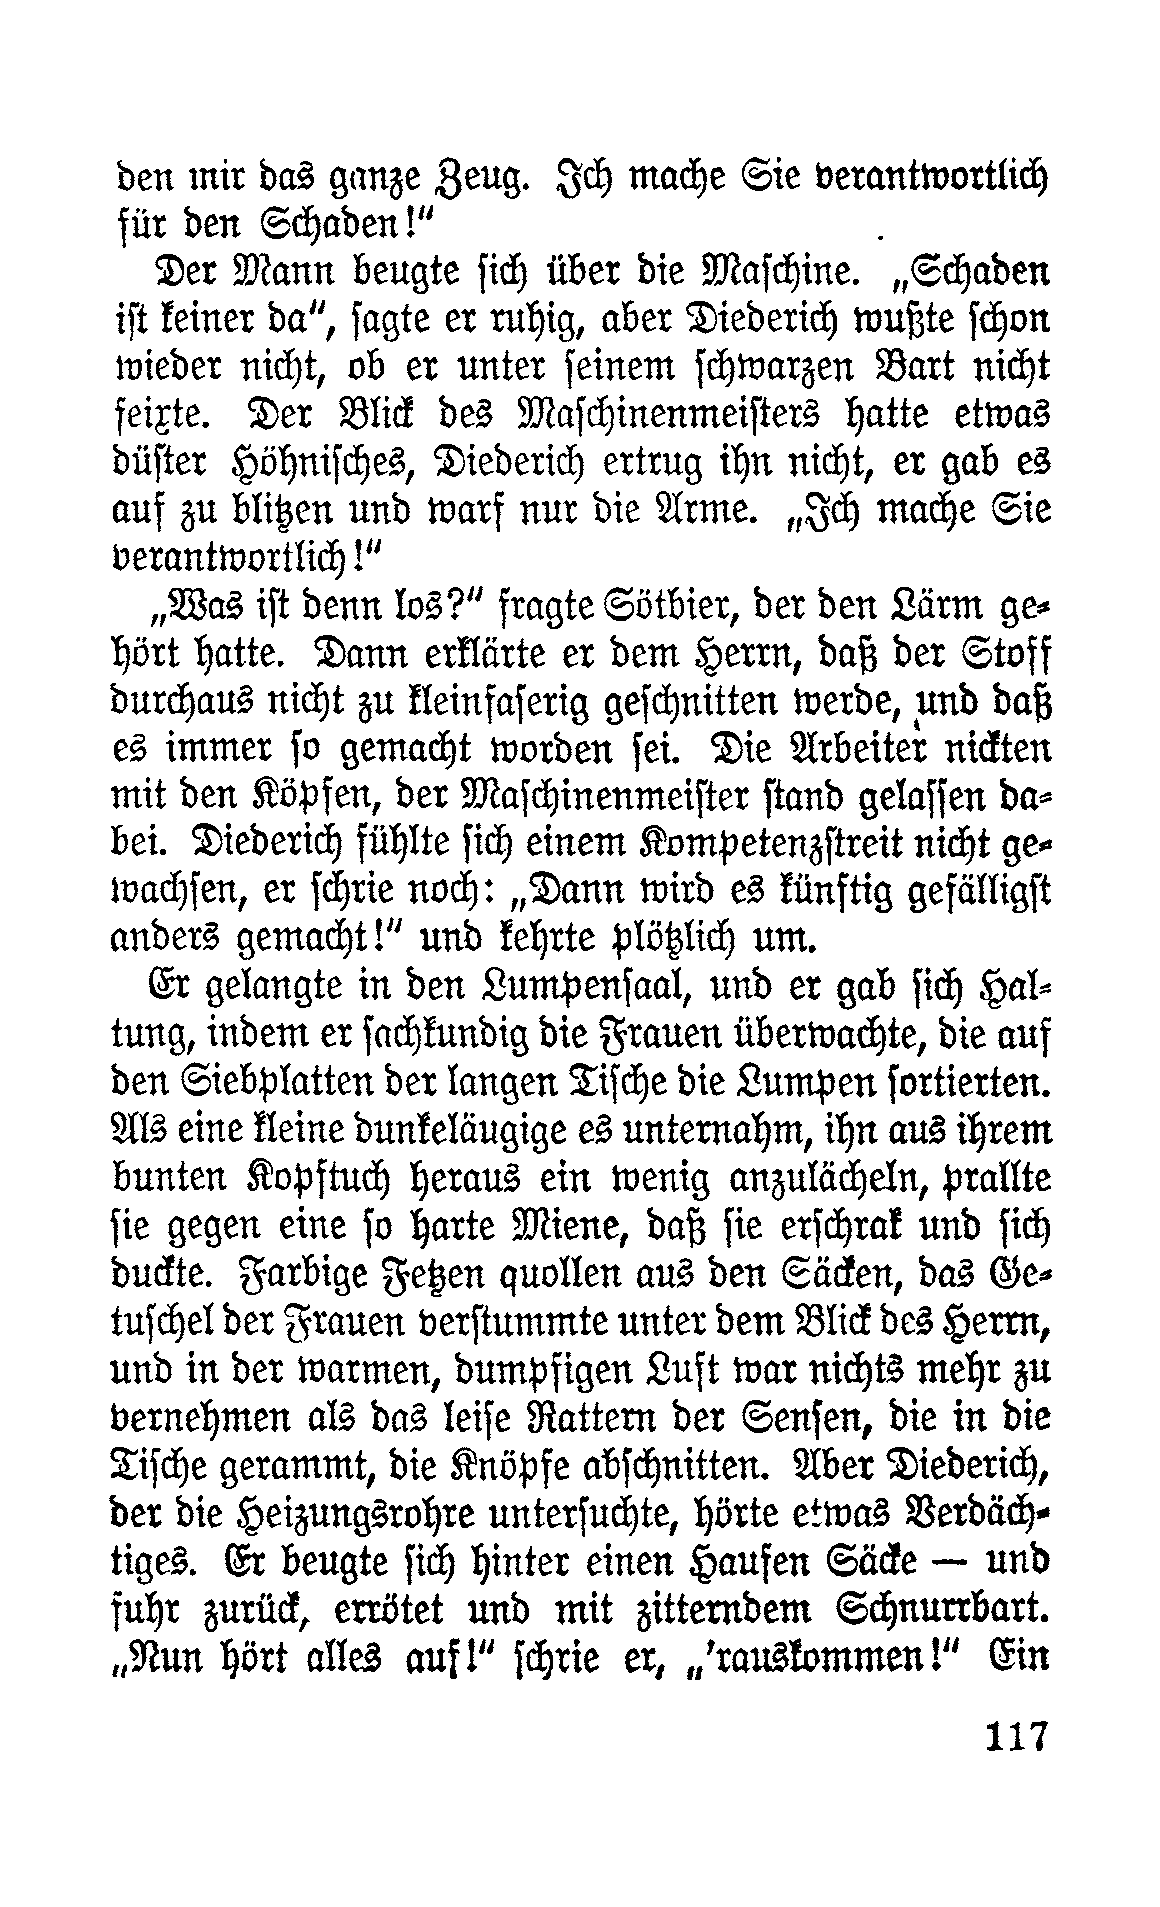 den mir das ganze Zeug. Ich mache Sie verantwortlich
für den Schaden!“
Der Mann beugte ſich über die Maſchine. „Schaden
iſt keiner da“, ſagte er ruhig, aber Diederich wußte ſchon
wieder nicht, ob er unter ſeinem ſchwarzen Bart nicht
feixte. Der Blick des Maſchinenmeiſters hatte etwas
düſter Höhniſches, Diederich ertrug ihn nicht, er gab es
auf zu blitzen und warf nur die Arme. „Ich mache Sie
verantwortlich!“
„Was iſt denn los?“ fragte Sötbier, der den Lärm ge-
hört hatte. Dann erklärte er dem Herrn, daß der Stoff
durchaus nicht zu kleinfaſerig geſchnitten werde, und daß
es immer ſo gemacht worden ſei. Die Arbeiter nickten
mit den Köpfen, der Maſchinenmeiſter ſtand gelaſſen da-
bei. Diederich fühlte ſich einem Kompetenzſtreit nicht ge-
wachſen, er ſchrie noch: „Dann wird es künftig gefälligſt
anders gemacht!“ und kehrte plötzlich um.
Er gelangte in den Lumpenſaal, und er gab ſich Hal-
tung, indem er ſachkundig die Frauen überwachte, die auf
den Siebplatten der langen Tiſche die Lumpen ſortierten.
Als eine kleine dunkeläugige es unternahm, ihn aus ihrem
bunten Kopftuch heraus ein wenig anzulächeln, prallte
ſie gegen eine ſo harte Miene, daß ſie erſchrak und ſich
duckte. Farbige Fetzen quollen aus den Säcken, das Ge-
tuſchel der Frauen verſtummte unter dem Blick des Herrn,
und in der warmen, dumpfigen Luft war nichts mehr zu
vernehmen als das leiſe Rattern der Senſen, die in die
Tiſche gerammt, die Knöpfe abſchnitten. Aber Diederich,
der die Heizungsrohre unterſuchte, hörte etwas Verdäch-
tiges. Er beugte ſich hinter einen Haufen Säcke — und
fuhr zurück, errötet und mit zitterndem Schnurrbart.
„Nun hört alles auf!“ ſchrie er, „'rauskommen!“ Ein
117